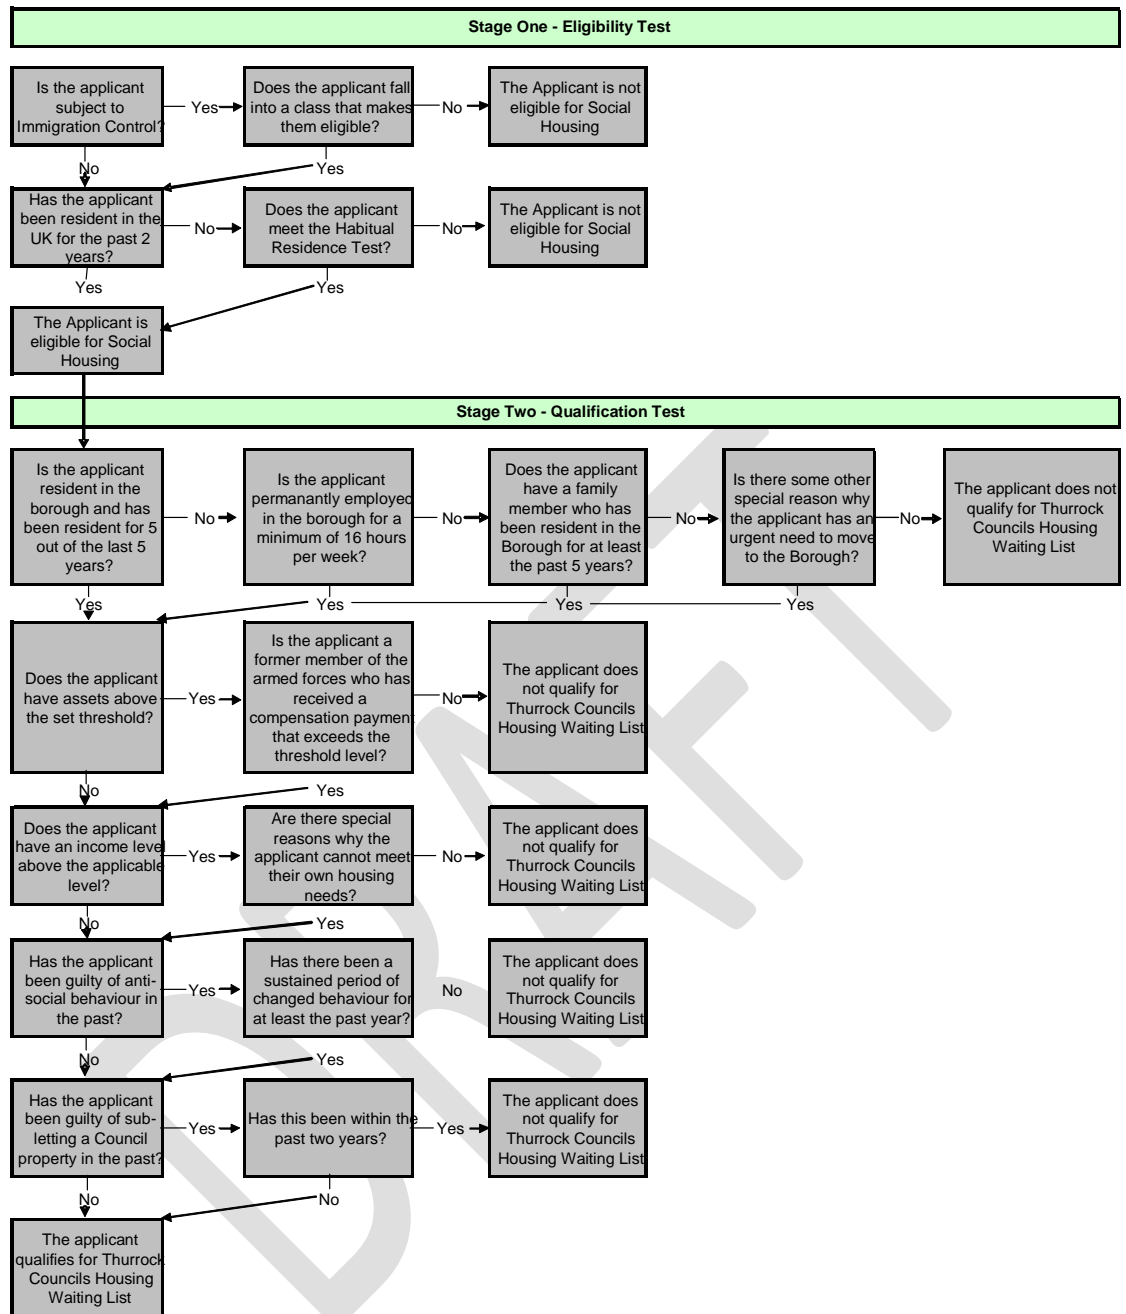 Stage One - Eligibility Test
Is the applicant
subject to
Immigration Control?
Yes
Does the applicant fall
into a class that makes
them eligible?
No
The Applicant is not
eligible for Social
Housing
No
Yes
Has the applicant
been resident in the
UK for the past 2
years?
No
Does the applicant
meet the Habitual
Residence Test?
No
The Applicant is not
eligible for Social
Housing
Yes
Yes
The Applicant is
eligible for Social
Housing
Stage Two - Qualification Test
Is the applicant
resident in the
borough and has
been resident for 5
out of the last 5
years?
No
Is the applicant
permanantly employed
in the borough for a
minimum of 16 hours
per week?
No
Does the applicant
have a family
member who has
been resident in the
Borough for at least
the past 5 years?
No
Is there some other
special reason why
the applicant has an
urgent need to move
to the Borough?
No
The applicant does not
qualify for Thurrock
Councils Housing
Waiting List
Yes
Yes
Yes
Yes
Does the applicant
have assets above
the set threshold?
Yes
Is the applicant a
former member of the
armed forces who has
received a
compensation payment
that exceeds the
threshold level?
No
The applicant does
not qualify for
Thurrock Councils
Housing Waiting List
No
Yes
Does the applicant
have an income level
above the applicable
level?
Yes
Are there special
reasons why the
applicant cannot meet
their own housing
needs?
No
The applicant does
not qualify for
Thurrock Councils
Housing Waiting List
No
Yes
Has the applicant
been guilty of anti-
social behaviour in
the past?
Yes
Has there been a
sustained period of
changed behaviour for
at least the past year?
No
The applicant does
not qualify for
Thurrock Councils
Housing Waiting List
No
Yes
Has the applicant
been guilty of sub-
letting a Council
property in the past?
Yes
Has this been within the
past two years?
Yes
The applicant does
not qualify for
Thurrock Councils
Housing Waiting List
No
No
The applicant
qualifies for Thurrock
Councils Housing
Waiting List
DRAFT